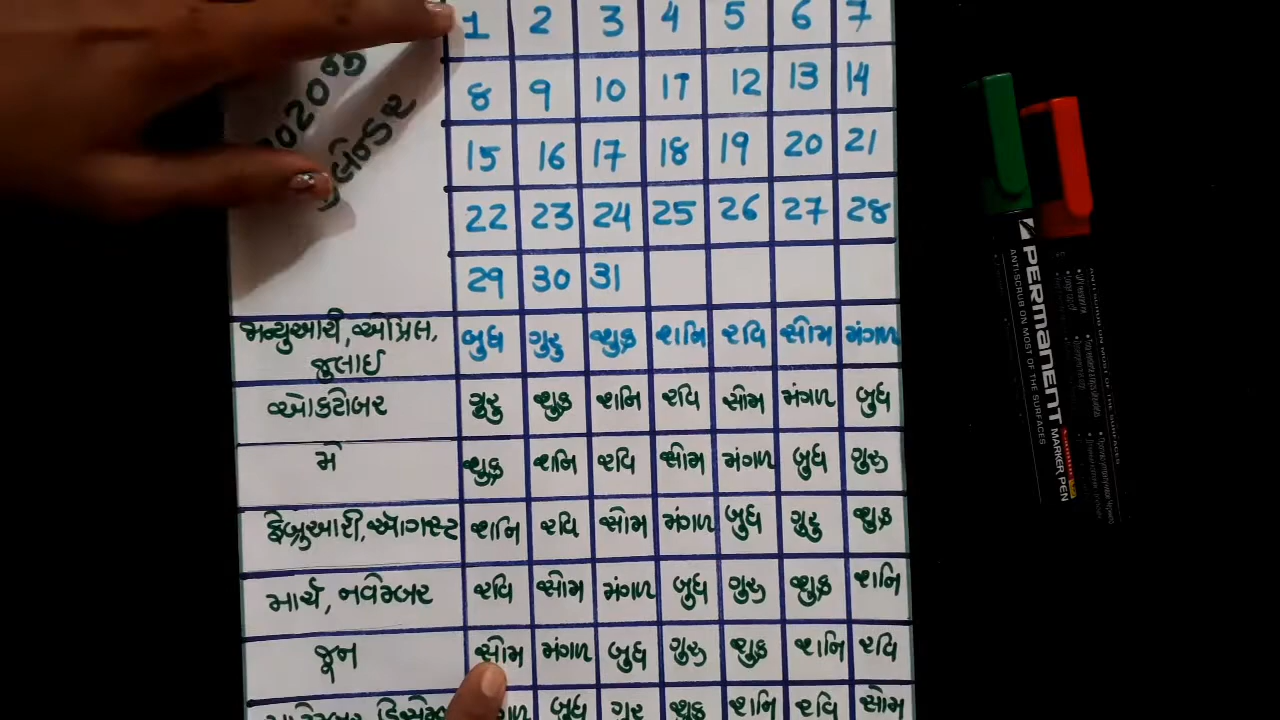 1 2 3 4 5 6 7
2020નું
કેલેન્ડર
8 9 10 11 12 13 14
15 16 17 18 19 20 21
22 23 24 25 26 27 28
29 30 31
જાન્યુઆરી, એપ્રિલ, જુલાઈ બુધ ગુરુ શુક્ર શનિ રવિ સોમ મંગળ
ઓક્ટોબર ગુરુ શુક્ર શનિ રવિ સોમ મંગળ બુધ
મે શુક્ર શનિ રવિ સોમ મંગળ બુધ ગુરુ
ફેબ્રુઆરી, ઑગસ્ટ શનિ રવિ સોમ મંગળ બુધ ગુરુ શુક્ર
માર્ચ, નવેમ્બર રવિ સોમ મંગળ બુધ ગુરુ શુક્ર શનિ
જૂન સોમ મંગળ બુધ ગુરુ શુક્ર શનિ રવિ
બુધ ગુરુ શુક્ર શનિ રવિ સોમ
PERMANENT MARKER PEN
ANTI-SCRUB ON MOST OF THE SURFACES